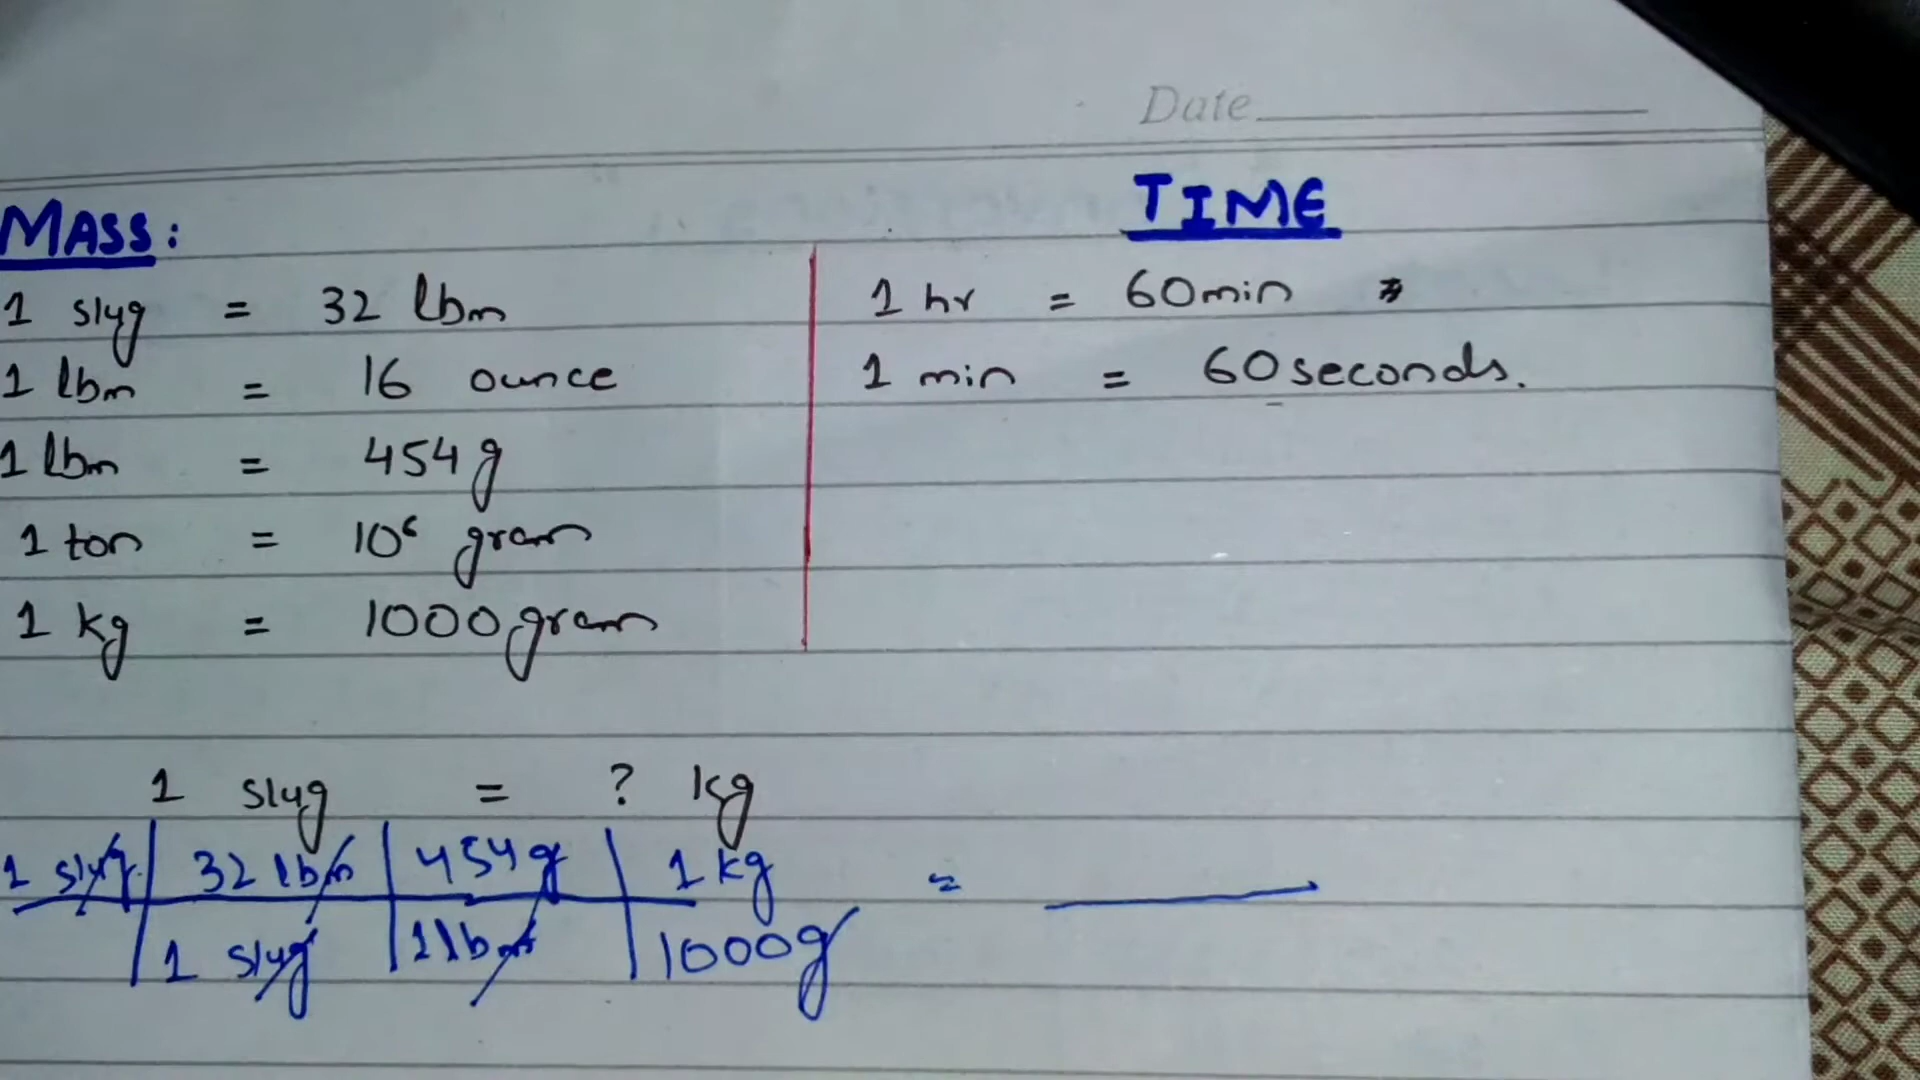 Date
MASS:
1 slug = 32 lbm
1 lbm = 16 ounce
1 lbm = 454 g
1 ton = 10⁶ gram
1 kg = 1000 gram
TIME
1 hr = 60min
1 min = 60 seconds.
1 slug = ? kg
1 slug | 32 lbm | 454 g | 1 kg =
1 slug | 1 lbm | 1000 g